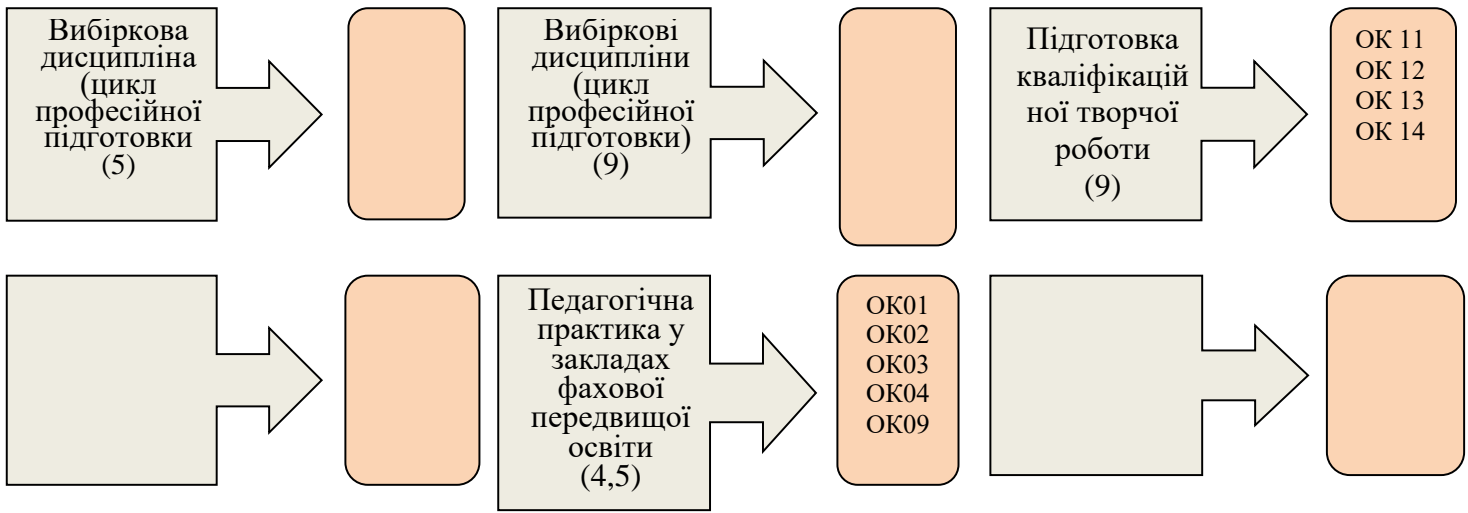 Вибіркова
дисципліна
(цикл
професійної
підготовки
(5)
Вибіркові
дисципліни
(цикл
професійної
підготовки)
(9)
Підготовка
кваліфікацій
ної творчої
роботи
(9)
ОК 11
ОК 12
ОК 13
ОК 14
Педагогічна
практика у
закладах
фахової
передвищої
освіти
(4,5)
ОК01
ОК02
ОК03
ОК04
ОК09